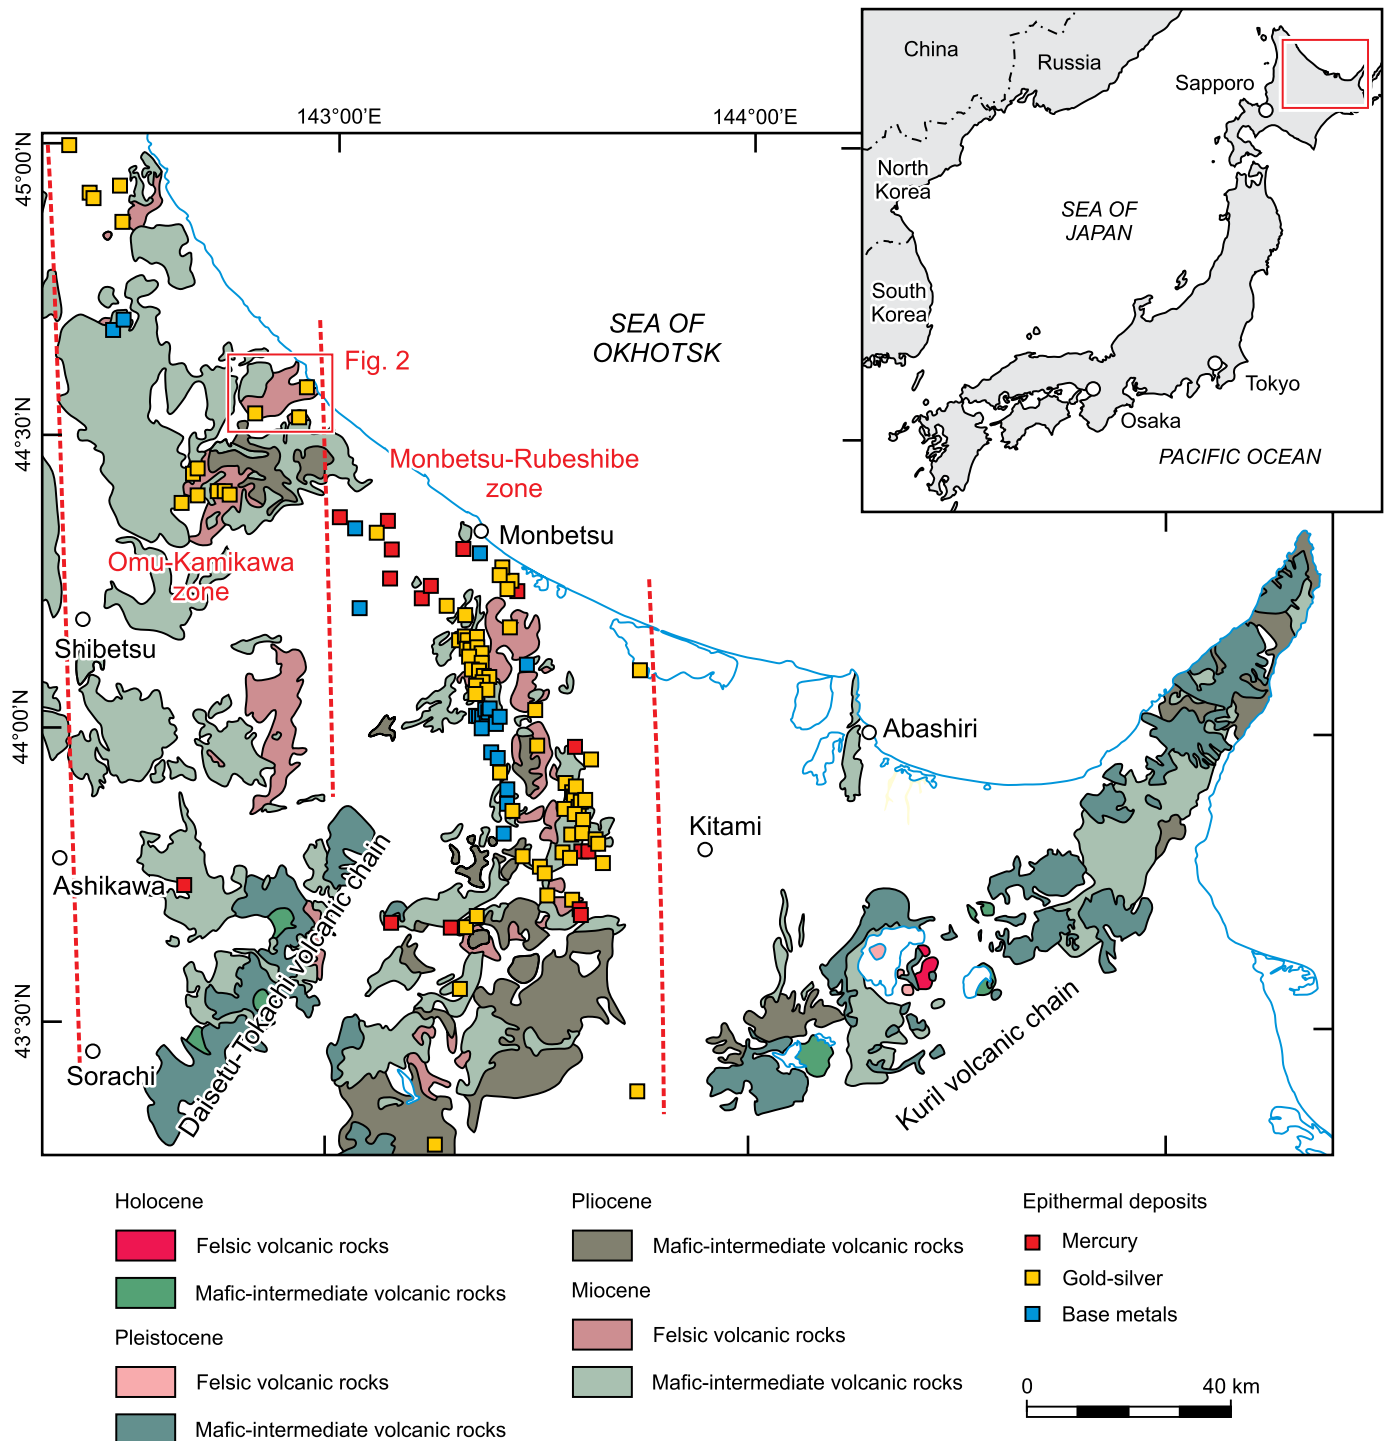 China
Russia
Sapporo
North
Korea
SEA OF
JAPAN
South
Korea
Tokyo
Osaka
PACIFIC OCEAN
143°00'E
144°00'E
45°00'N
44°30'N
44°00'N
43°30'N
SEA OF
OKHOTSK
Fig. 2
Monbetsu-Rubeshibe
zone
Monbetsu
Omu-Kamikawa
zone
Shibetsu
Abashiri
Kitami
Ashikawa
Sorachi
Daisetu-Tokachi volcanic chain
Kuril volcanic chain
Holocene
Felsic volcanic rocks
Mafic-intermediate volcanic rocks
Pleistocene
Felsic volcanic rocks
Mafic-intermediate volcanic rocks
Pliocene
Mafic-intermediate volcanic rocks
Miocene
Felsic volcanic rocks
Mafic-intermediate volcanic rocks
Epithermal deposits
Mercury
Gold-silver
Base metals
0 40 km